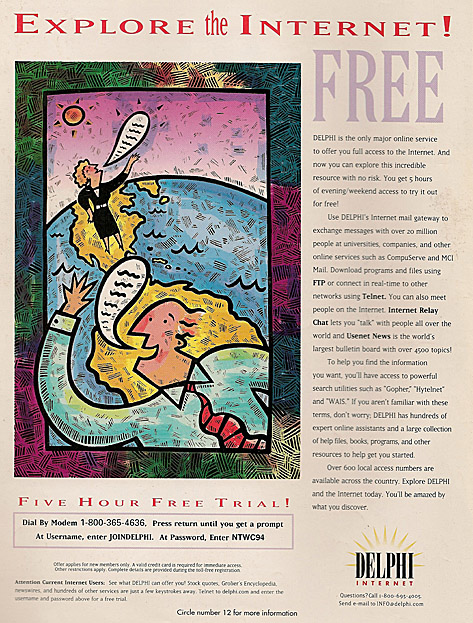 EXPLORE the INTERNET!
FREE
DELPHI is the only major online service
to offer you full access to the Internet. And
now you can explore this incredible
resource with no risk. You get 5 hours
of evening/weekend access to try it out
for free!
Use DELPHI's Internet mail gateway to
exchange messages with over 20 million
people at universities, companies, and other
online services such as CompuServe and MCI
Mail. Download programs and files using
FTP or connect in real-time to other
networks using Telnet. You can also meet
people on the Internet. Internet Relay
Chat lets you "talk" with people all over the
world and Usenet News is the world's
largest bulletin board with over 4500 topics!
To help you find the information
you want, you'll have access to powerful
search utilities such as "Gopher," "Hytelnet"
and "WAIS." If you aren't familiar with these
terms, don't worry; DELPHI has hundreds of
expert online assistants and a large collection
of help files, books, programs, and other
resources to help you get started.
Over 600 local access numbers are
available across the country. Explore DELPHI
and the Internet today. You'll be amazed by
what you discover.
FIVE HOUR FREE TRIAL!
Dial By Modem 1-800-365-4636, Press return until you get a prompt
At Username, enter JOINDELPHI. At Password, Enter NTWC94
Offer applies for new members only. A valid credit card is required for immediate access.
Other restrictions apply. Complete details are provided during the toll-free registration.
Attention Current Internet Users: See what DELPHI can offer you! Stock quotes, Grolier's Encyclopedia,
newswires, and hundreds of other services are just a few keystrokes away. Telnet to delphi.com and enter the
username and password above for a free trial.
DELPHI
INTERNET
Questions? Call 1-800-695-4005
Send e-mail to INFO@delphi.com
Circle number 12 for more information